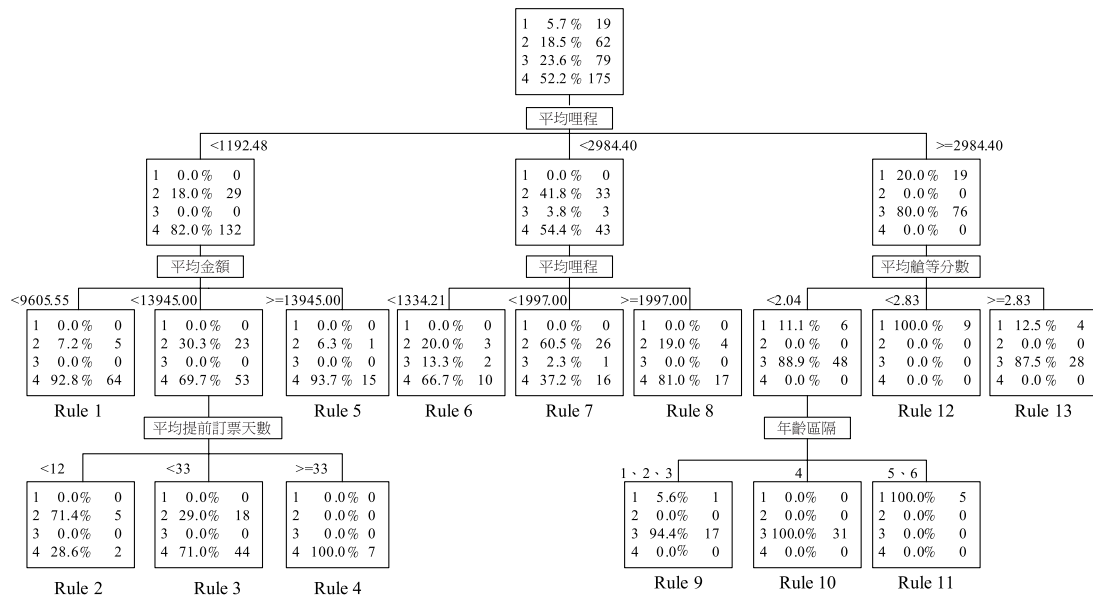 1 5.7 % 19
2 18.5 % 62
3 23.6 % 79
4 52.2 % 175
平均哩程
<1192.48
<2984.40
>=2984.40
1 0.0 % 0
2 18.0 % 29
3 0.0 % 0
4 82.0 % 132
1 0.0 % 0
2 41.8 % 33
3 3.8 % 3
4 54.4 % 43
1 20.0 % 19
2 0.0 % 0
3 80.0 % 76
4 0.0 % 0
平均金額
平均哩程
平均艙等分數
<9605.55
<13945.00
>=13945.00
<1334.21
<1997.00
>=1997.00
<2.04
<2.83
>=2.83
1 0.0 % 0
2 7.2 % 5
3 0.0 % 0
4 92.8 % 64
1 0.0 % 0
2 30.3 % 23
3 0.0 % 0
4 69.7 % 53
1 0.0 % 0
2 6.3 % 1
3 0.0 % 0
4 93.7 % 15
1 0.0 % 0
2 20.0 % 3
3 13.3 % 2
4 66.7 % 10
1 0.0 % 0
2 60.5 % 26
3 2.3 % 1
4 37.2 % 16
1 0.0 % 0
2 19.0 % 4
3 0.0 % 0
4 81.0 % 17
1 11.1 % 6
2 0.0 % 0
3 88.9 % 48
4 0.0 % 0
1 100.0 % 9
2 0.0 % 0
3 0.0 % 0
4 0.0 % 0
1 12.5 % 4
2 0.0 % 0
3 87.5 % 28
4 0.0 % 0
Rule 1
Rule 5
Rule 6
Rule 7
Rule 8
Rule 12
Rule 13
平均提前訂票天數
年齡區隔
<12
<33
>=33
1、2、3
4
5、6
1 0.0% 0
2 71.4 % 5
3 0.0 % 0
4 28.6 % 2
1 0.0% 0
2 29.0 % 18
3 0.0 % 0
4 71.0 % 44
1 0.0% 0
2 0.0 % 0
3 0.0 % 0
4 100.0 % 7
1 5.6 % 1
2 0.0 % 0
3 94.4 % 17
4 0.0 % 0
1 0.0 % 0
2 0.0 % 0
3 100.0 % 31
4 0.0 % 0
1 100.0% 5
2 0.0 % 0
3 0.0 % 0
4 0.0 % 0
Rule 2
Rule 3
Rule 4
Rule 9
Rule 10
Rule 11